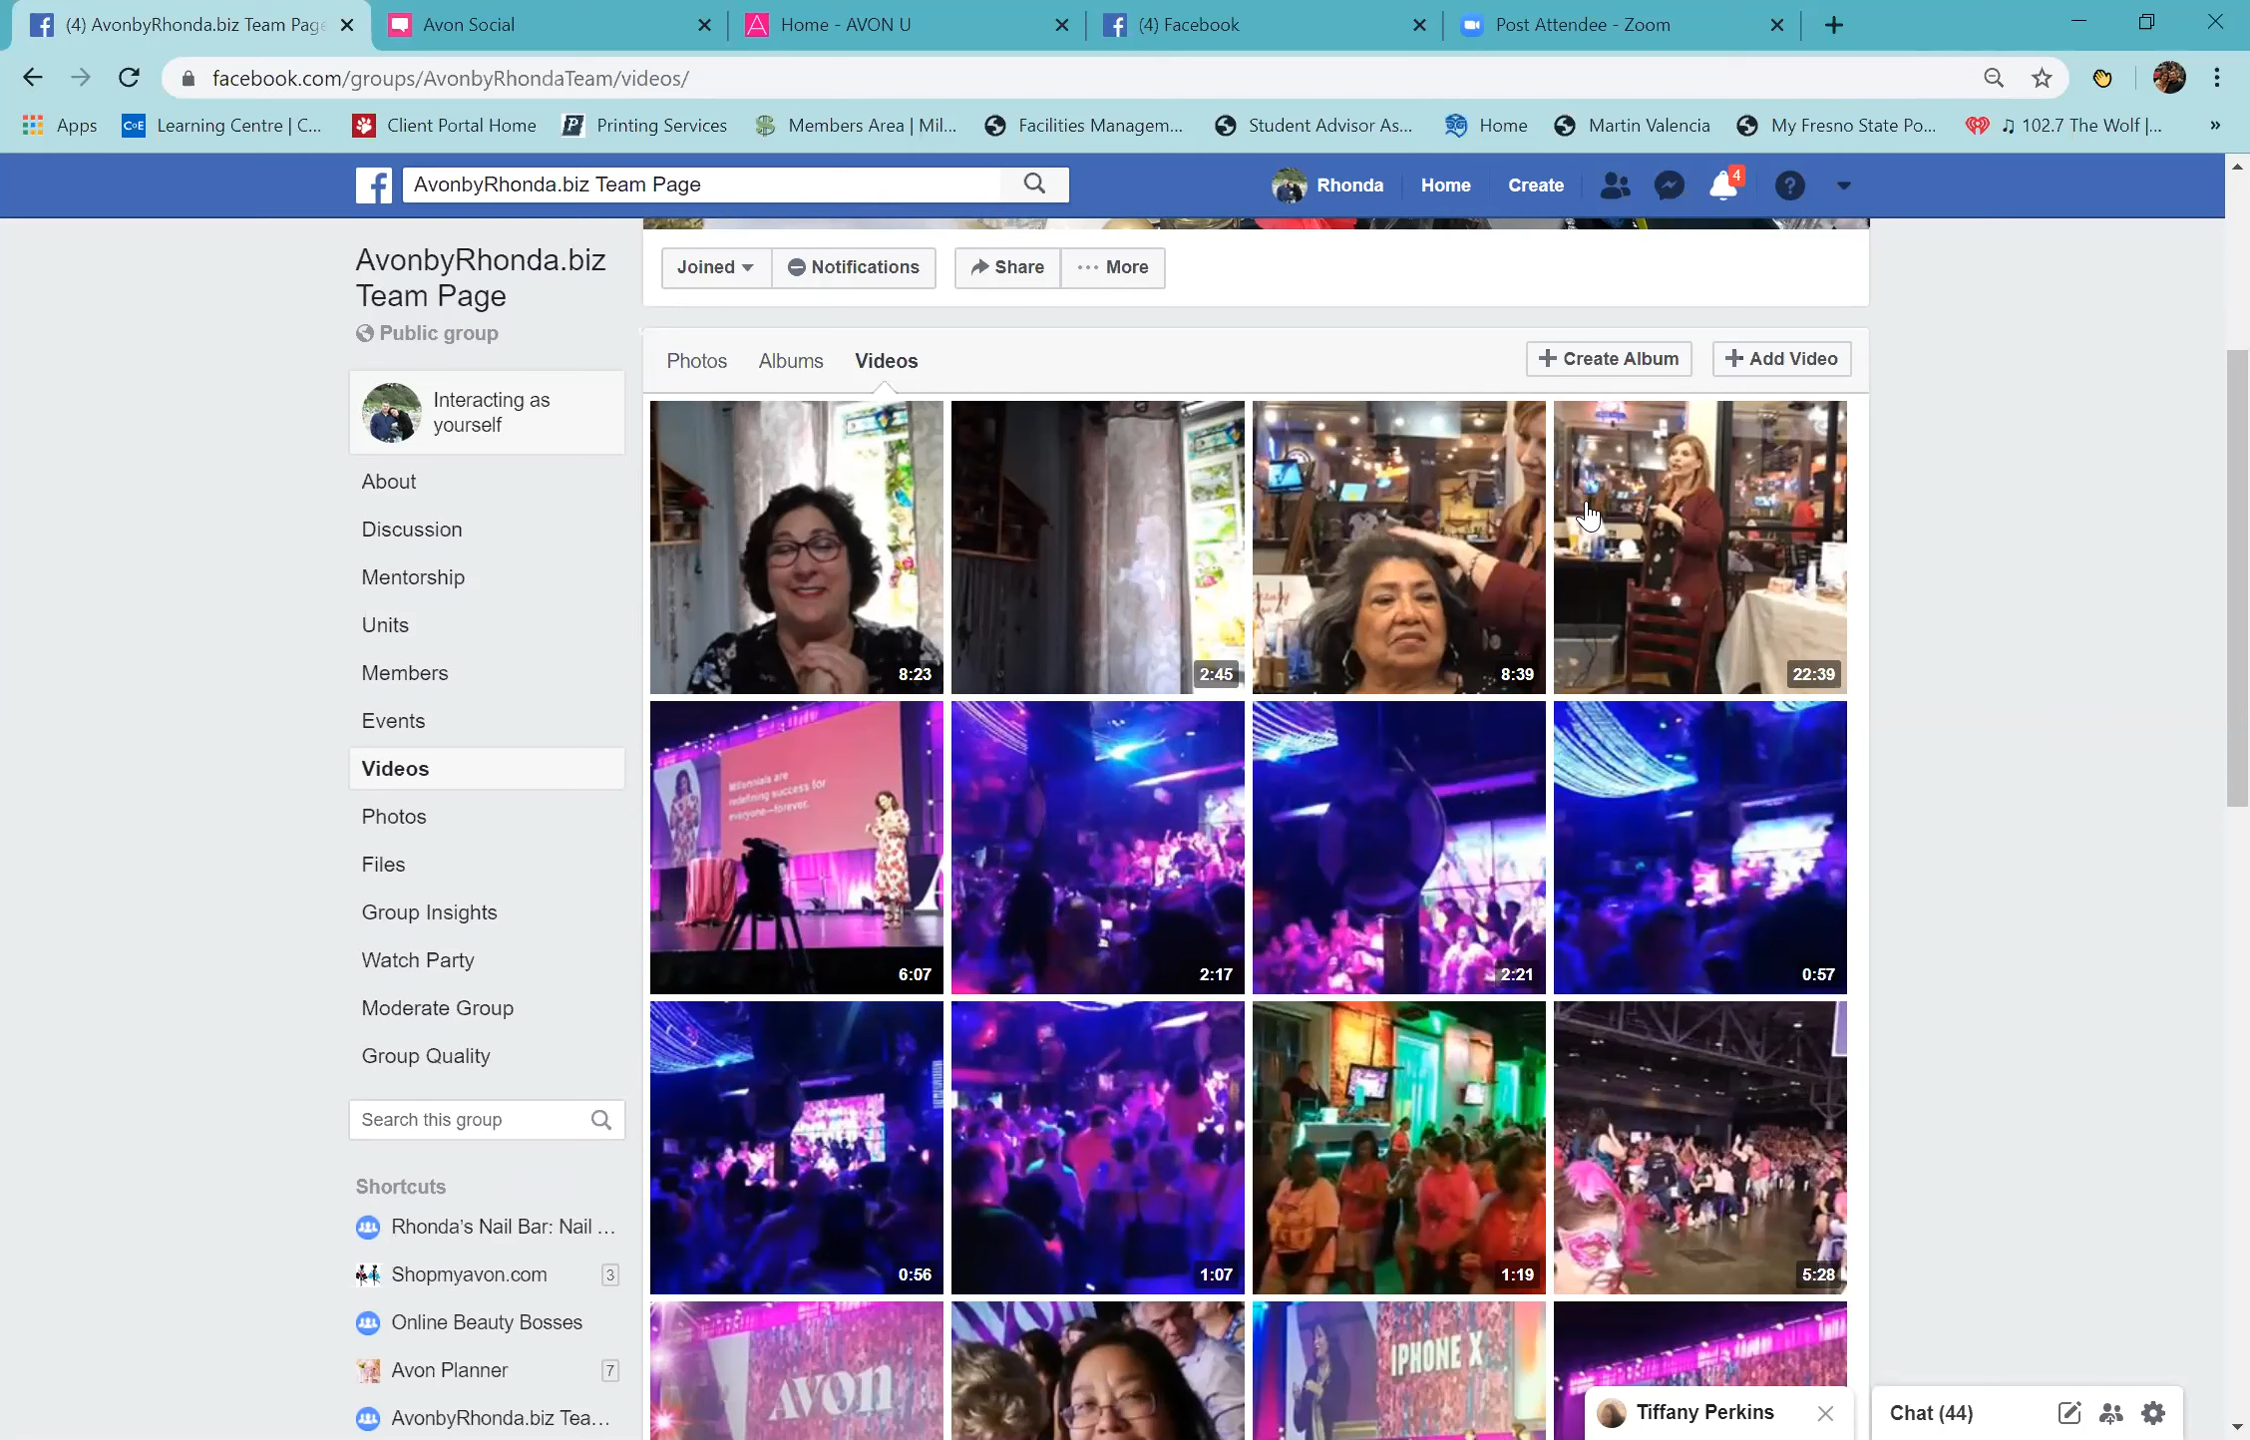 (4) AvonbyRhonda.biz Team Page
Avon Social
Home - AVON U
(4) Facebook
Post Attendee - Zoom
facebook.com/groups/AvonbyRhondaTeam/videos/
Apps
Learning Centre | C...
Client Portal Home
Printing Services
Members Area | Mil...
Facilities Managem...
Student Advisor As...
Home
Martin Valencia
My Fresno State Po...
♫ 102.7 The Wolf |...
»
AvonbyRhonda.biz Team Page
Rhonda
Home
Create
4
AvonbyRhonda.biz
Team Page
Public group
Joined
Notifications
Share
More
Interacting as
yourself
Photos
Albums
Videos
+ Create Album
+ Add Video
About
Discussion
Mentorship
Units
Members
Events
Videos
Photos
Files
Group Insights
Watch Party
Moderate Group
Group Quality
Search this group
Shortcuts
Rhonda's Nail Bar: Nail ...
Shopmyavon.com 3
Online Beauty Bosses
Avon Planner 7
AvonbyRhonda.biz Tea...
8:23
2:45
8:39
22:39
Millennials are
redefining success for
everyone—forever.
6:07
2:17
2:21
0:57
0:56
1:07
1:19
5:28
AVON
IPHONE X
Tiffany Perkins
Chat (44)